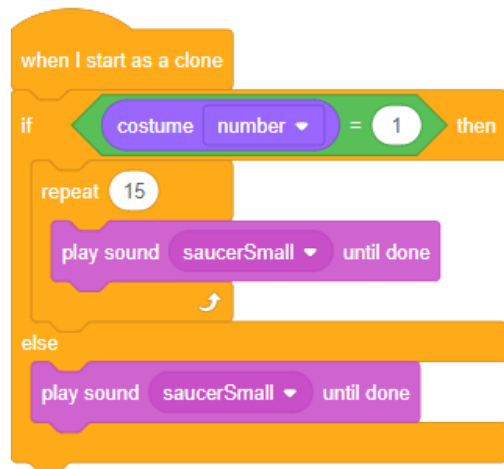 when I start as a clone
if costume number = 1 then
repeat 15
play sound saucerSmall until done
else
play sound saucerSmall until done